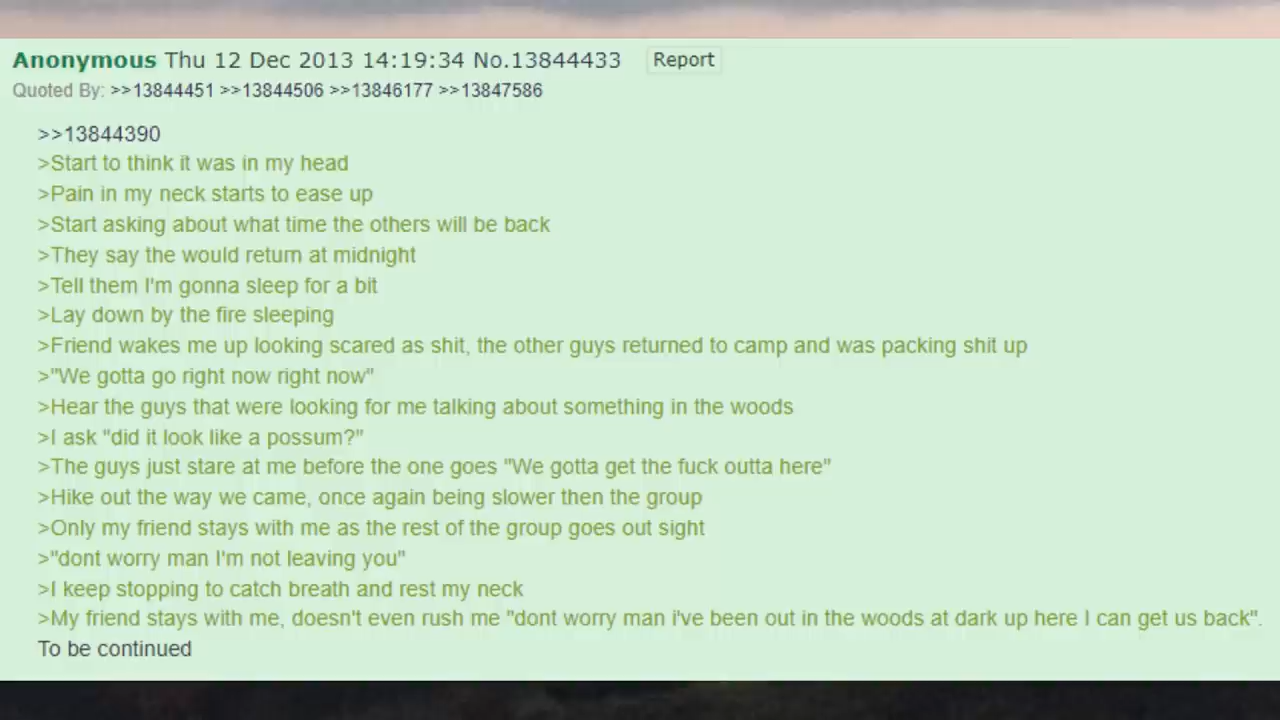 Anonymous Thu 12 Dec 2013 14:19:34 No.13844433 Report
Quoted By: >>13844451 >>13844506 >>13846177 >>13847586
>>13844390
>Start to think it was in my head
>Pain in my neck starts to ease up
>Start asking about what time the others will be back
>They say the would return at midnight
>Tell them I'm gonna sleep for a bit
>Lay down by the fire sleeping
>Friend wakes me up looking scared as shit, the other guys returned to camp and was packing shit up
>"We gotta go right now right now"
>Hear the guys that were looking for me talking about something in the woods
>I ask "did it look like a possum?"
>The guys just stare at me before the one goes "We gotta get the fuck outta here"
>Hike out the way we came, once again being slower then the group
>Only my friend stays with me as the rest of the group goes out sight
>"dont worry man I'm not leaving you"
>I keep stopping to catch breath and rest my neck
>My friend stays with me, doesn't even rush me "dont worry man i've been out in the woods at dark up here I can get us back".
To be continued